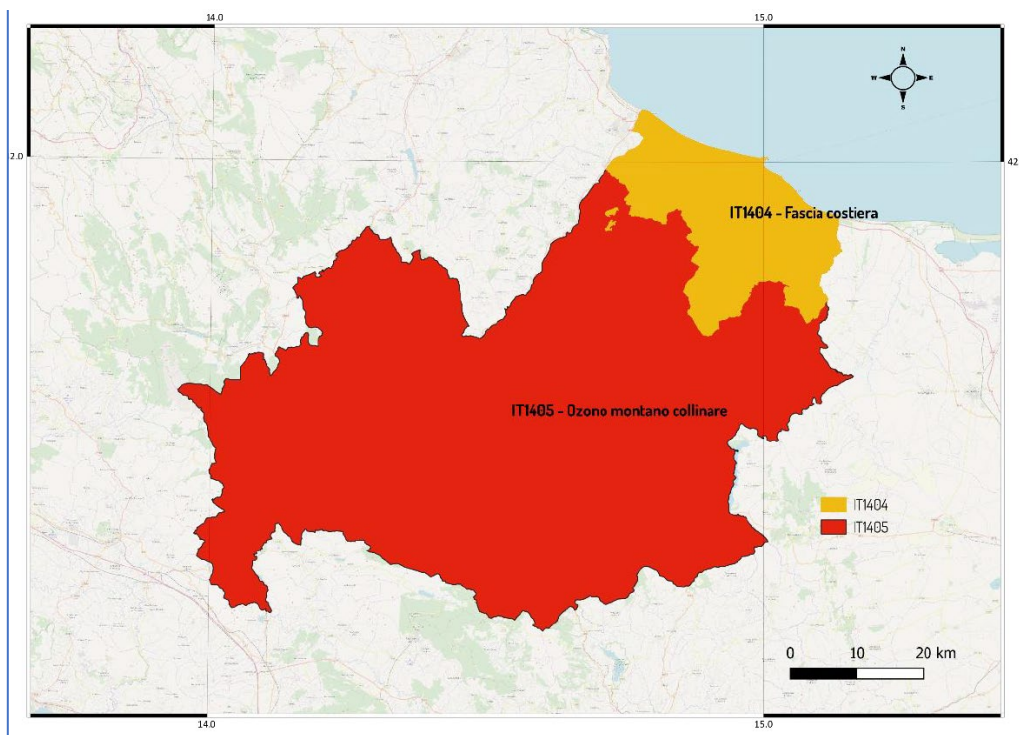 14.0 15.0
N
W E
S
2.0 42
IT1404 - Fascia costiera
IT1405 - Ozono montano collinare
IT1404
IT1405
0 10 20 km
14.0 15.0